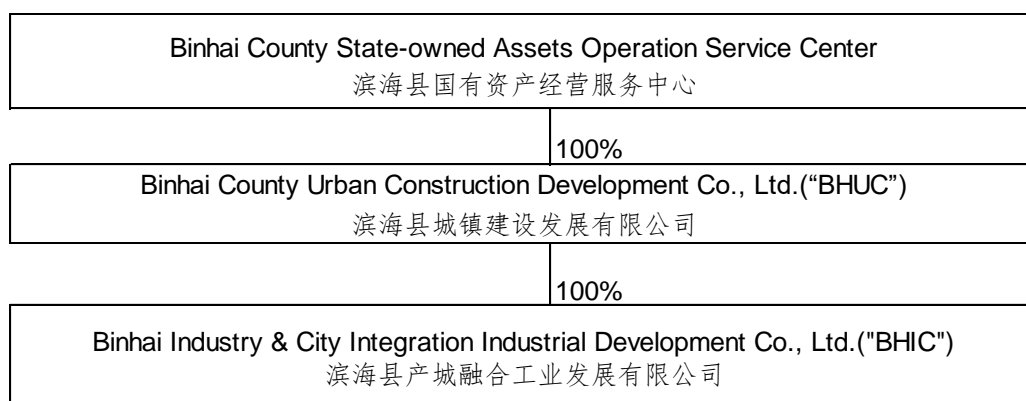 Binhai County State-owned Assets Operation Service Center
滨海县国有资产经营服务中心
100%
Binhai County Urban Construction Development Co., Ltd.(“BHUC”)
滨海县城镇建设发展有限公司
100%
Binhai Industry & City Integration Industrial Development Co., Ltd.("BHIC")
滨海县产城融合工业发展有限公司